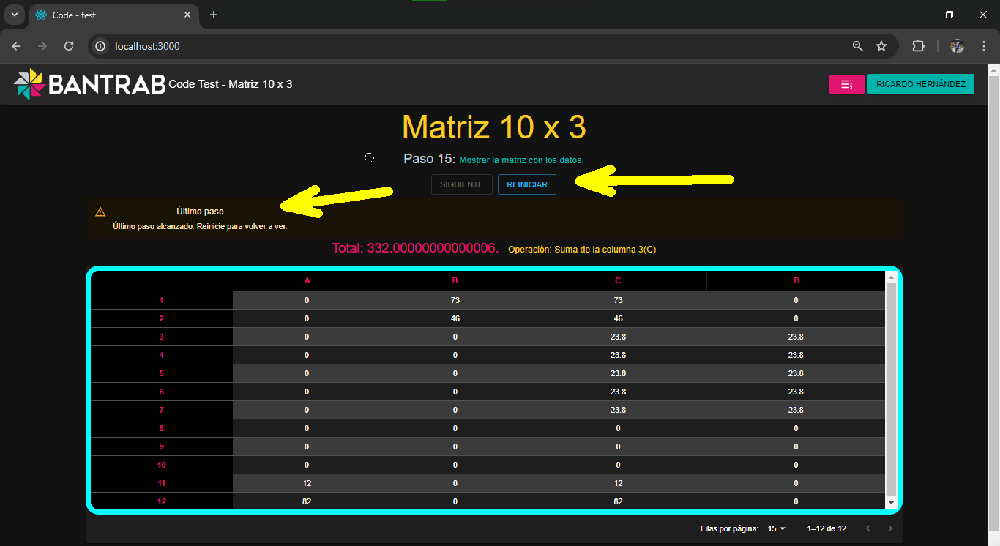 Code - test
localhost:3000
BANTRAB Code Test - Matriz 10 x 3
RICARDO HERNÁNDEZ
Matriz 10 x 3
Paso 15: Mostrar la matriz con los datos.
SIGUIENTE REINICIAR
Último paso
Último paso alcanzado. Reinicie para volver a ver.
Total: 332.00000000000006. Operación: Suma de la columna 3(C)
A B C D
1 0 73 73 0
2 0 46 46 0
3 0 0 23.8 23.8
4 0 0 23.8 23.8
5 0 0 23.8 23.8
6 0 0 23.8 23.8
7 0 0 23.8 23.8
8 0 0 0 0
9 0 0 0 0
10 0 0 0 0
11 12 0 12 0
12 82 0 82 0
Filas por página: 15 1–12 de 12